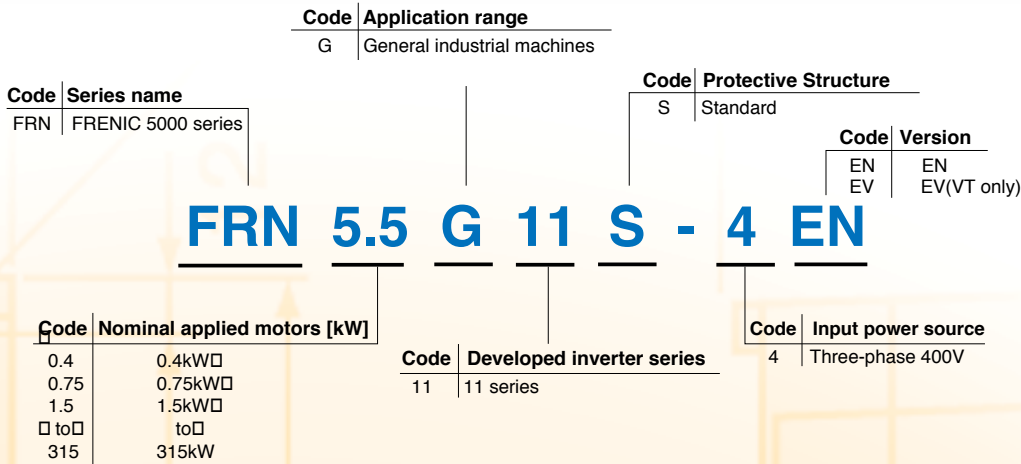 Code Application range
G General industrial machines
Code Protective Structure
S Standard
Code Series name
FRN FRENIC 5000 series
Code Version
EN EN
EV EV(VT only)
FRN 5.5 G 11 S - 4 EN
Code Nominal applied motors [kW]
□
0.4 0.4kW□
0.75 0.75kW□
1.5 1.5kW□
□ to□ to□
315 315kW
Code Developed inverter series
11 11 series
Code Input power source
4 Three-phase 400V